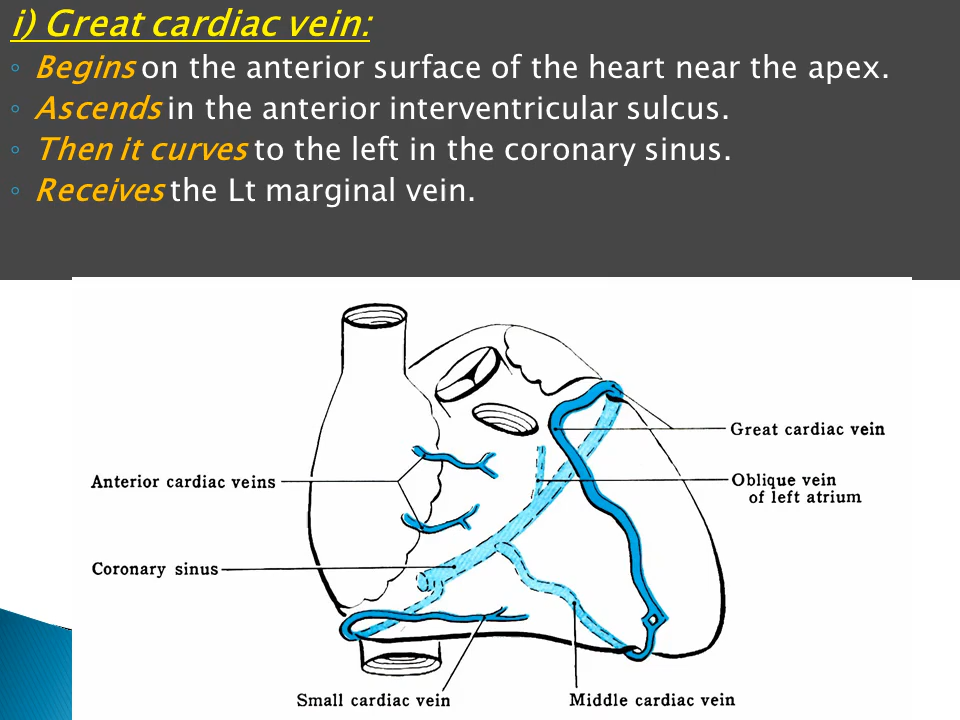 i) Great cardiac vein:
◦ Begins on the anterior surface of the heart near the apex.
◦ Ascends in the anterior interventricular sulcus.
◦ Then it curves to the left in the coronary sinus.
◦ Receives the Lt marginal vein.
Great cardiac vein
Anterior cardiac veins
Oblique vein
of left atrium
Coronary sinus
Small cardiac vein
Middle cardiac vein